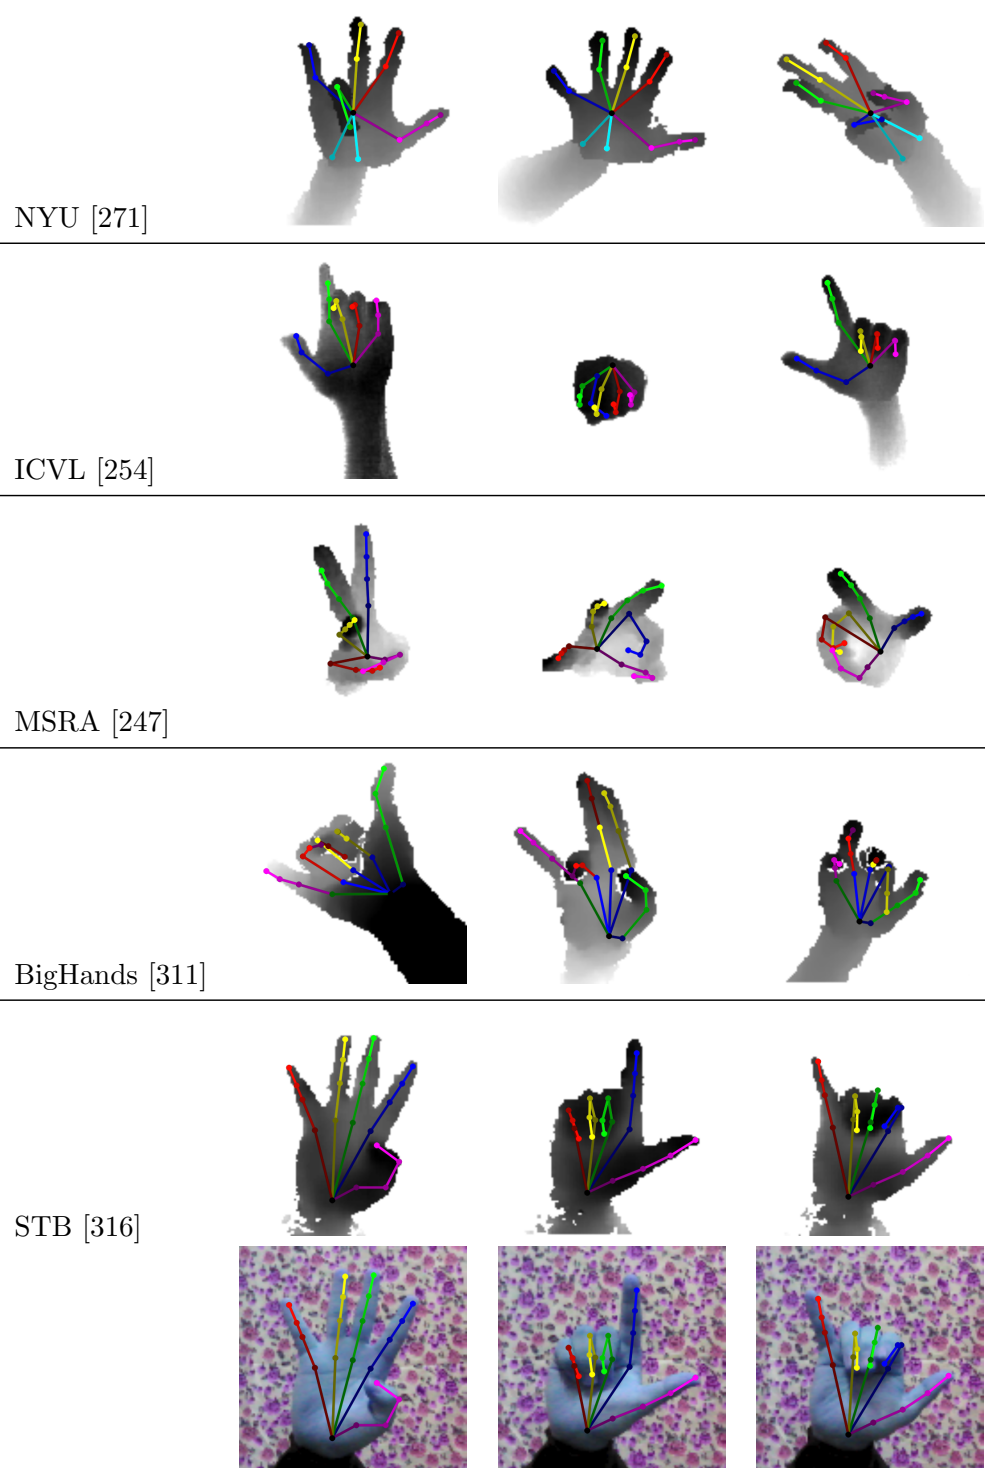 NYU [271]
ICVL [254]
MSRA [247]
BigHands [311]
STB [316]